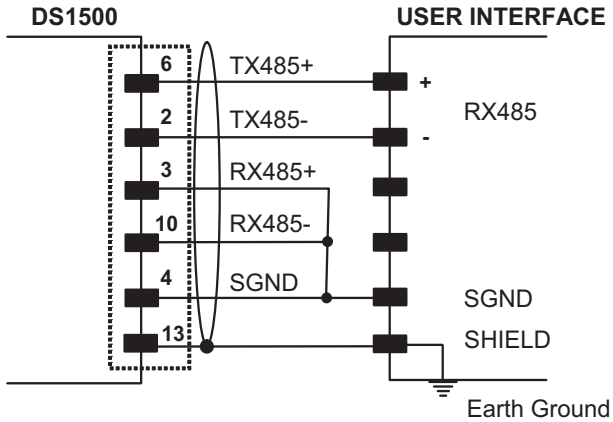 DS1500
USER INTERFACE
6 TX485+ +
RX485
2 TX485- -
3 RX485+
10 RX485-
4 SGND SGND
13 SHIELD
Earth Ground